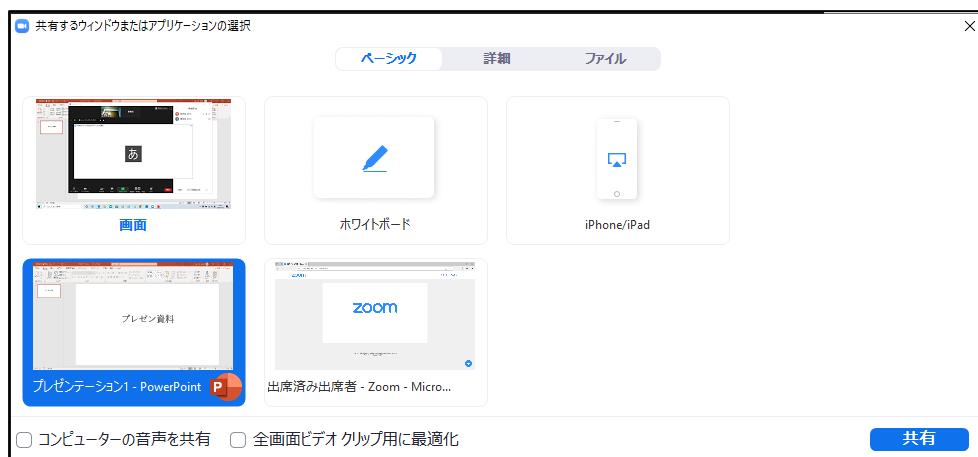 共有するウィンドウまたはアプリケーションの選択
ベーシック
詳細
ファイル
あ
画面
ホワイトボード
iPhone/iPad
プレゼン資料
プレゼンテーション1 - PowerPoint
P
zoom
zoom
出席済み出席者 - Zoom - Micro...
コンピューターの音声を共有
全画面ビデオ クリップ用に最適化
共有